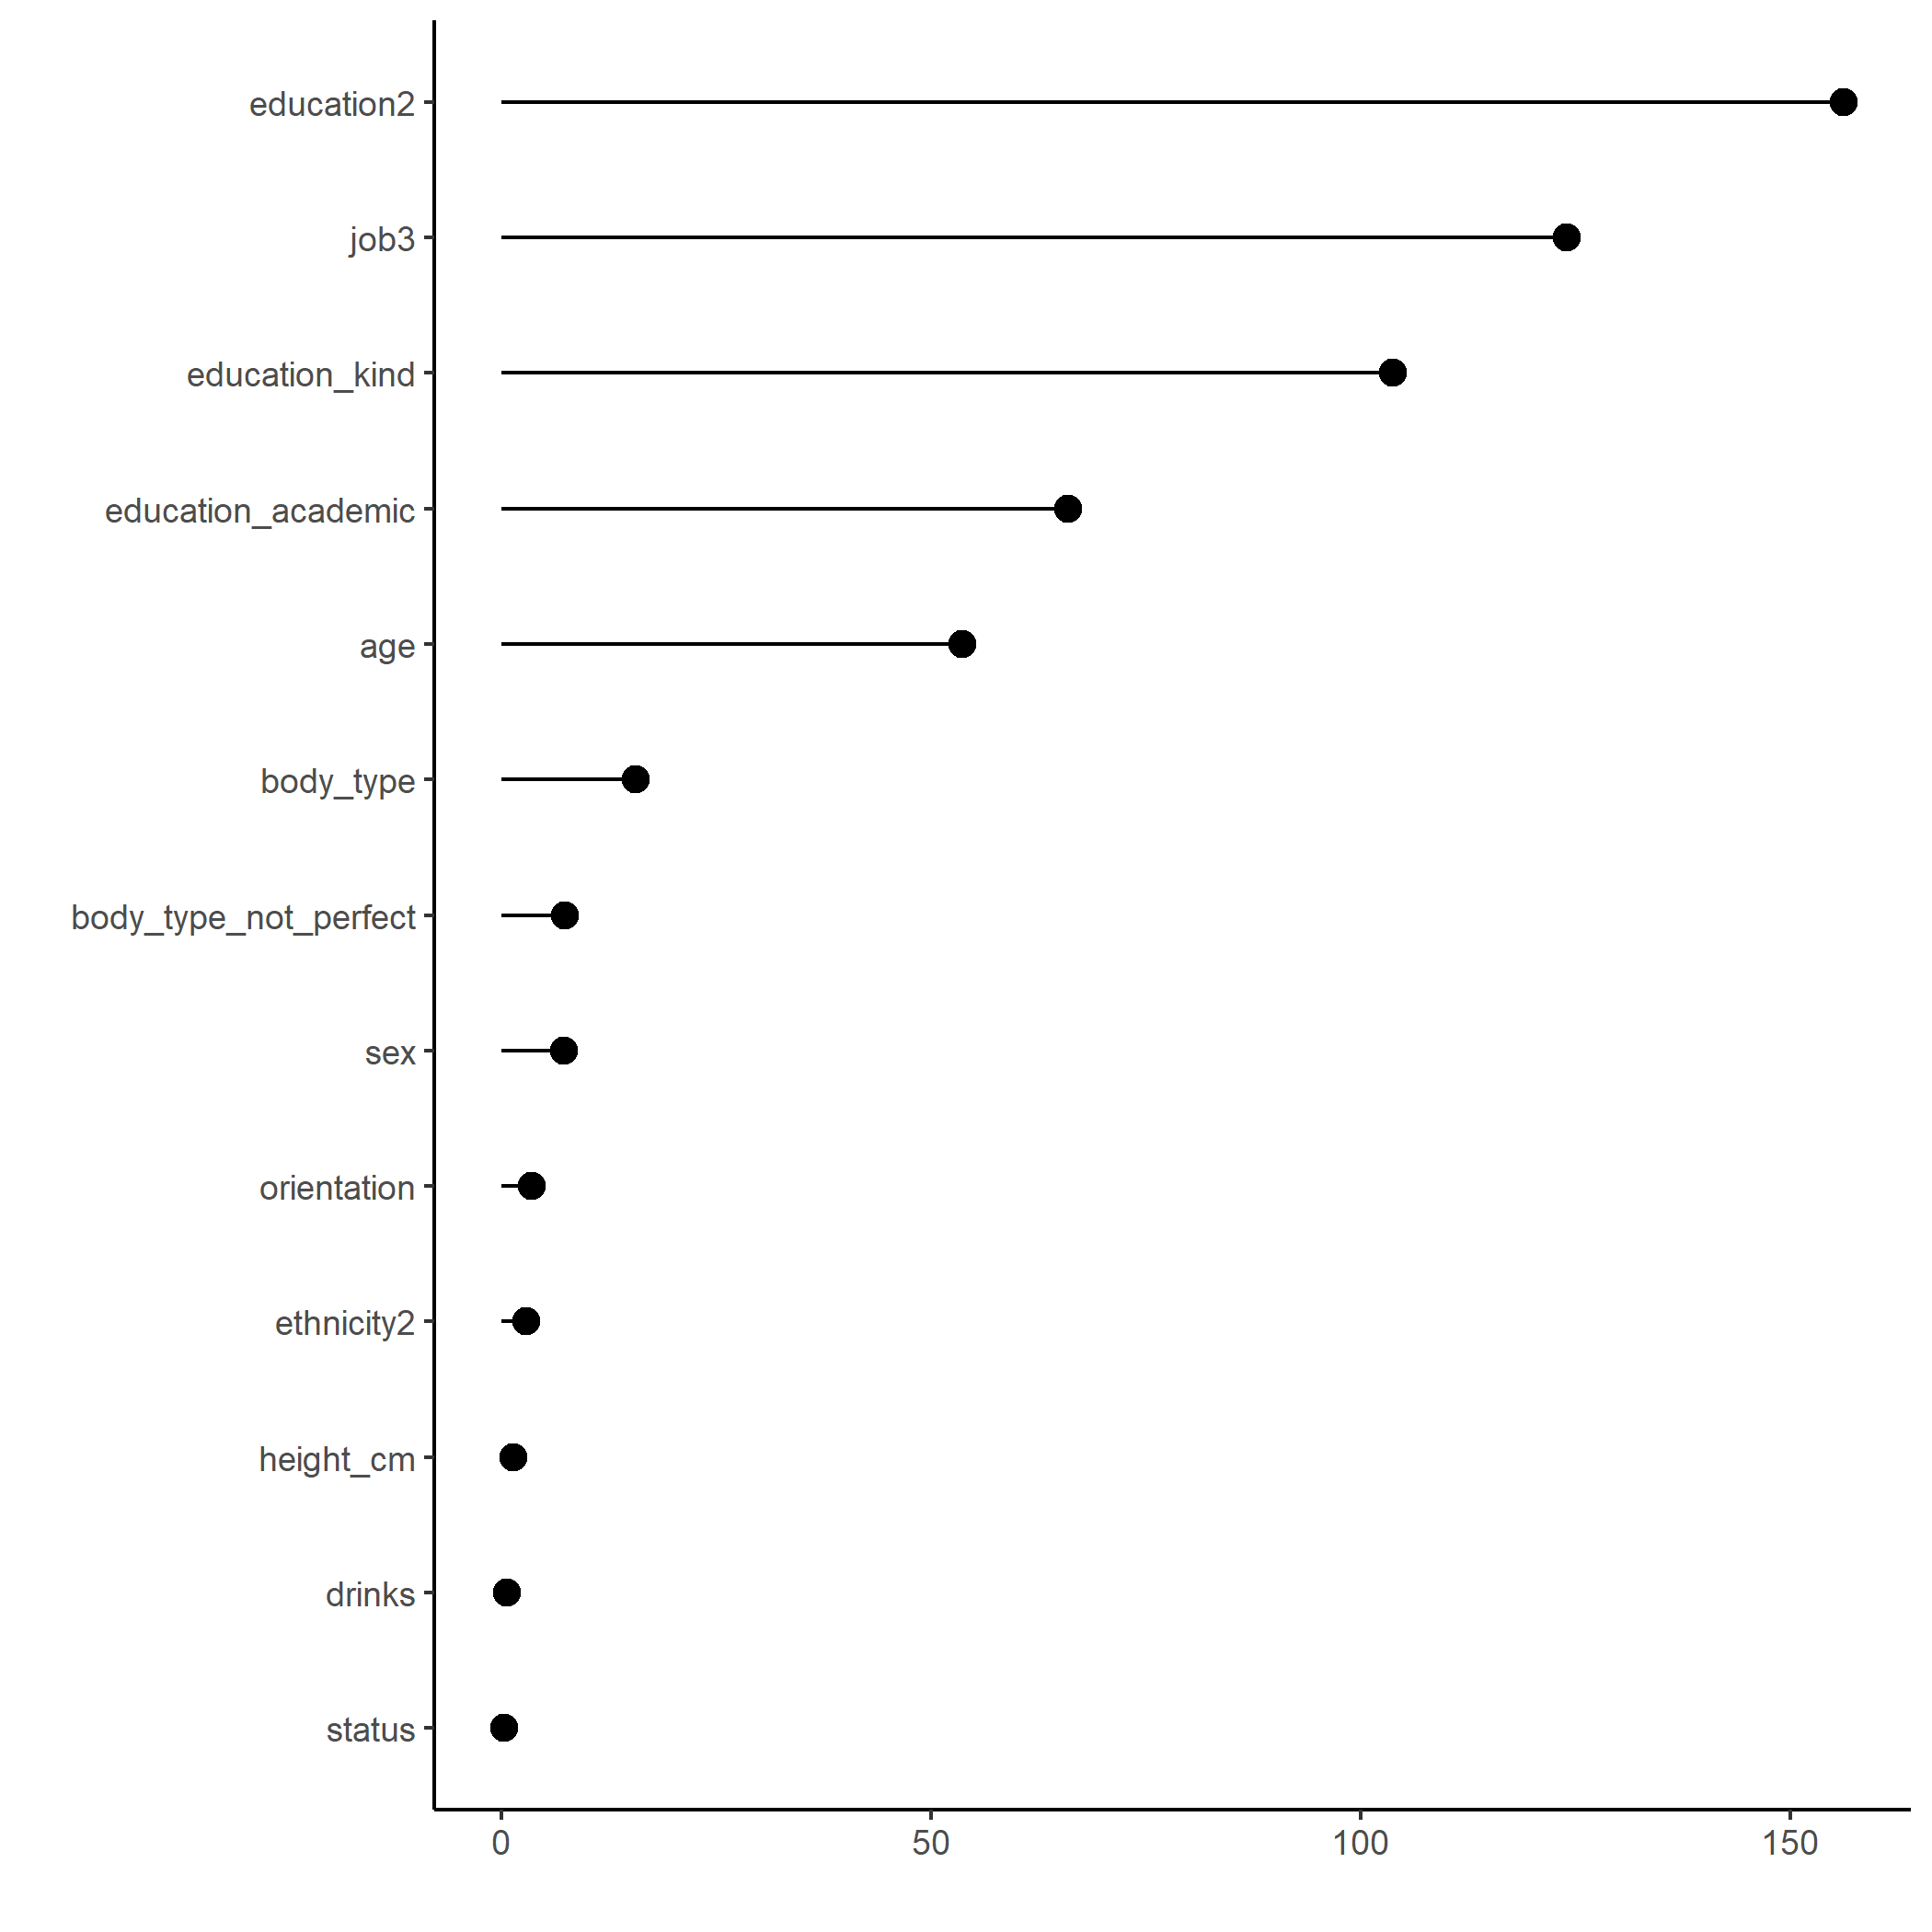 education2
job3
education_kind
education_academic
age
body_type
body_type_not_perfect
sex
orientation
ethnicity2
height_cm
drinks
status
0 50 100 150